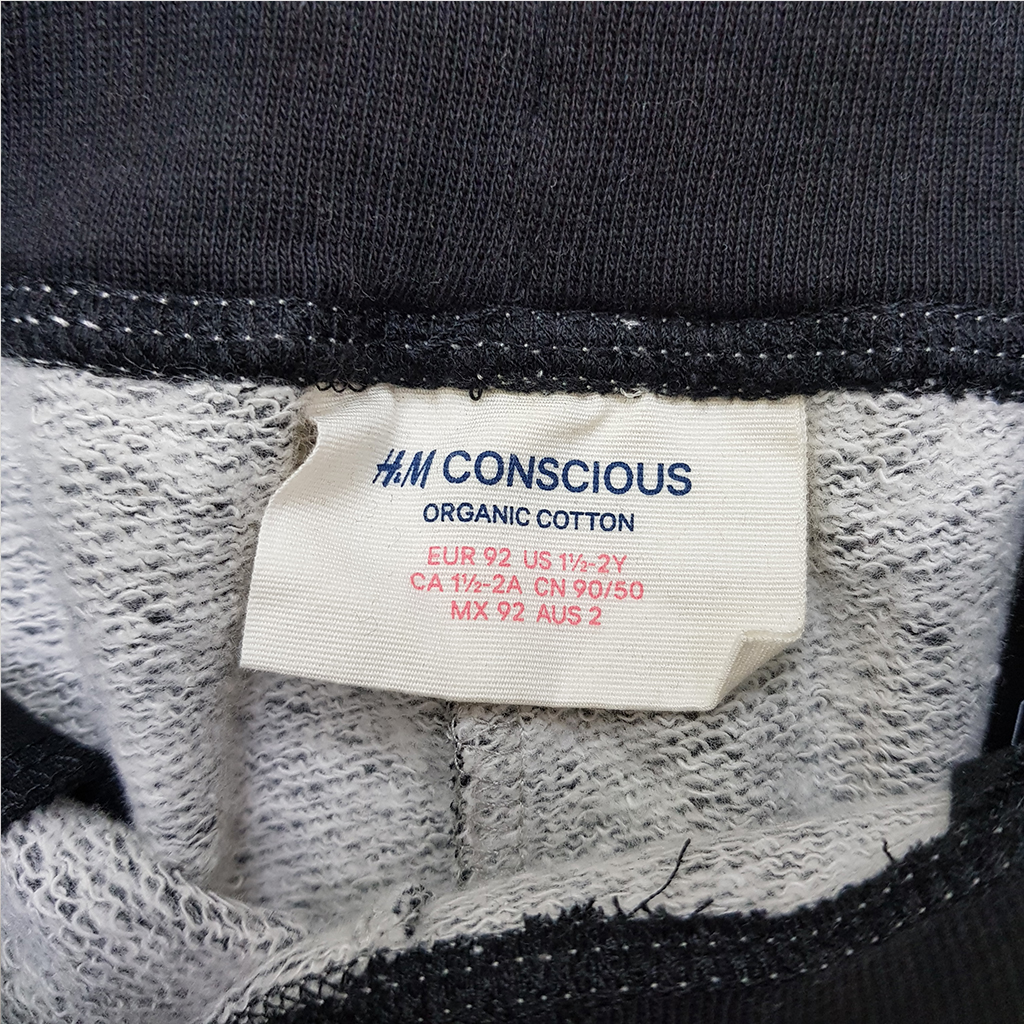 H&M CONSCIOUS
ORGANIC COTTON
EUR 92 US 1½-2Y
CA 1½-2A CN 90/50
MX 92 AUS 2